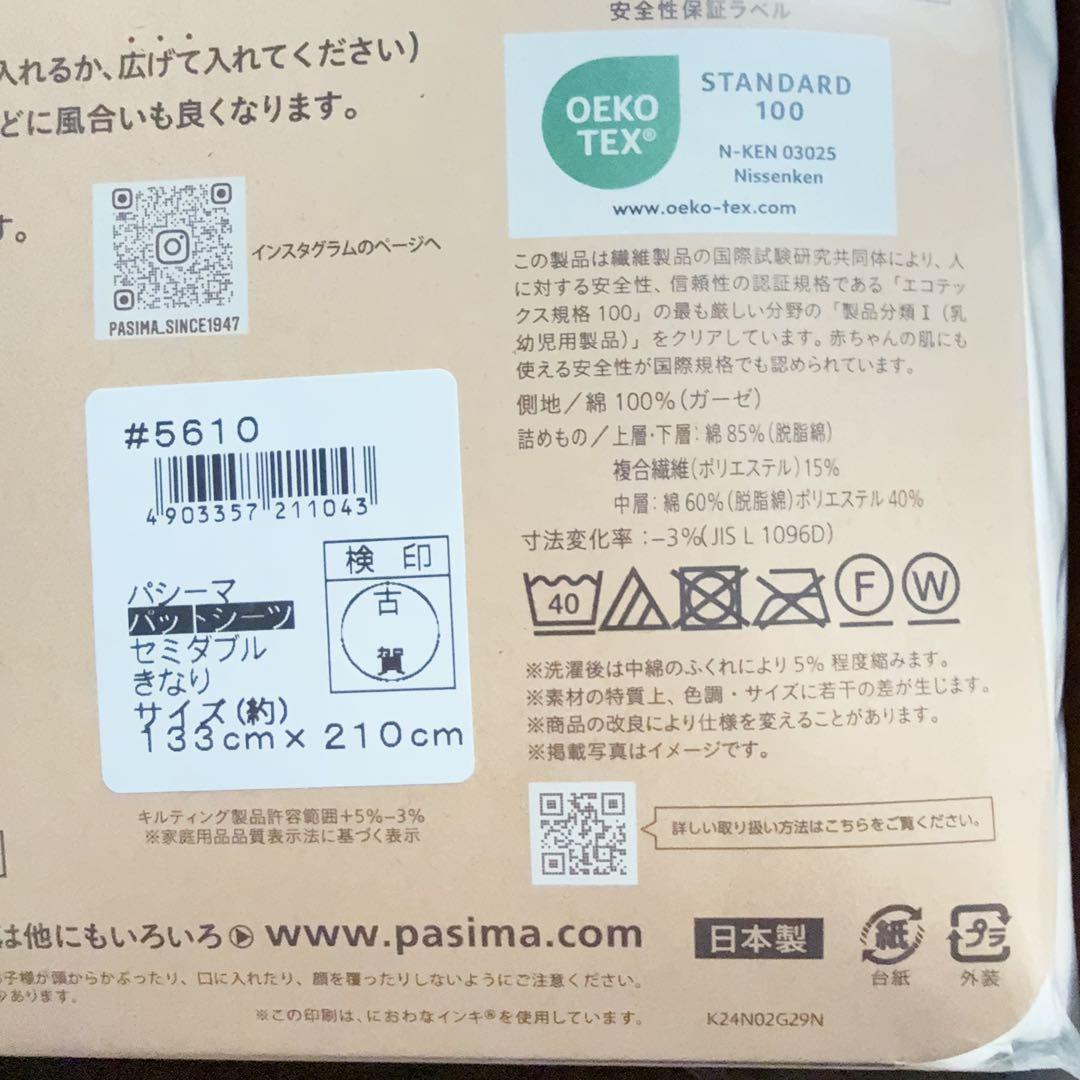 安全性保証ラベル
入れるか、広げて入れてください)
どに風合いも良くなります。
す。
OEKO
TEX®
STANDARD
100
N-KEN 03025
Nissenken
www.oeko-tex.com
インスタグラムのページへ
PASIMA_SINCE1947
この製品は繊維製品の国際試験研究共同体により、人
に対する安全性、信頼性の認証規格である「エコテッ
クス規格100」の最も厳しい分野の「製品分類Ⅰ(乳
幼児用製品)」をクリアしています。赤ちゃんの肌にも
使える安全性が国際規格でも認められています。
側地/綿100%(ガーゼ)
詰めもの/上層・下層:綿85%(脱脂綿)
複合繊維(ポリエステル)15%
中層:綿60%(脱脂綿)ポリエステル40%
寸法変化率:-3%(JIS L 1096D)
40
F
W
※洗濯後は中綿のふくれにより5%程度縮みます。
※素材の特質上、色調・サイズに若干の差が生じます。
※商品の改良により仕様を変えることがあります。
※掲載写真はイメージです。
#5610
4903357211043
検印
古
賀
パシーマ
パットシーツ
セミダブル
きなり
サイズ(約)
133cm×210cm
キルティング製品許容範囲+5%-3%
※家庭用品品質表示法に基づく表示
詳しい取り扱い方法はこちらをご覧ください。
は他にもいろいろ www.pasima.com
日本製
紙
台紙
プラ
外装
子様が頭からかぶったり、口に入れたり、顔を覆ったりしないようにご注意ください。
あります。
※この印刷は、におわなインキ®を使用しています。
K24N02G29N